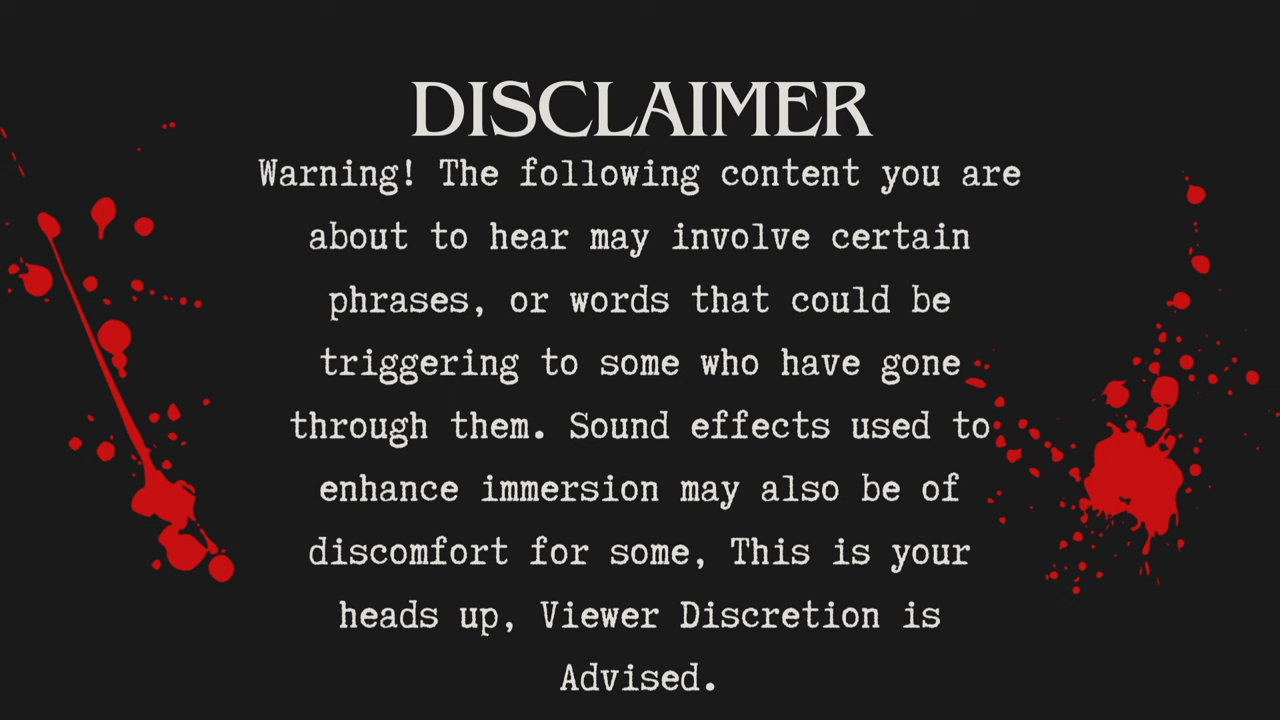 DISCLAIMER
Warning! The following content you are
about to hear may involve certain
phrases, or words that could be
triggering to some who have gone
through them. Sound effects used to
enhance immersion may also be of
discomfort for some, This is your
heads up, Viewer Discretion is
Advised.